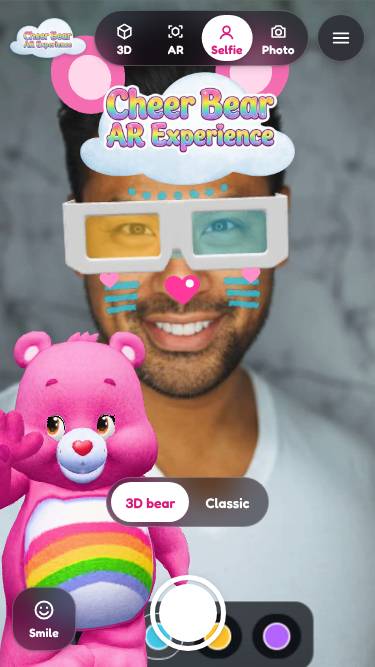 Cheer Bear
AR Experience
3D
AR
Selfie
Photo
Cheer Bear
AR Experience
3D bear
Classic
Smile